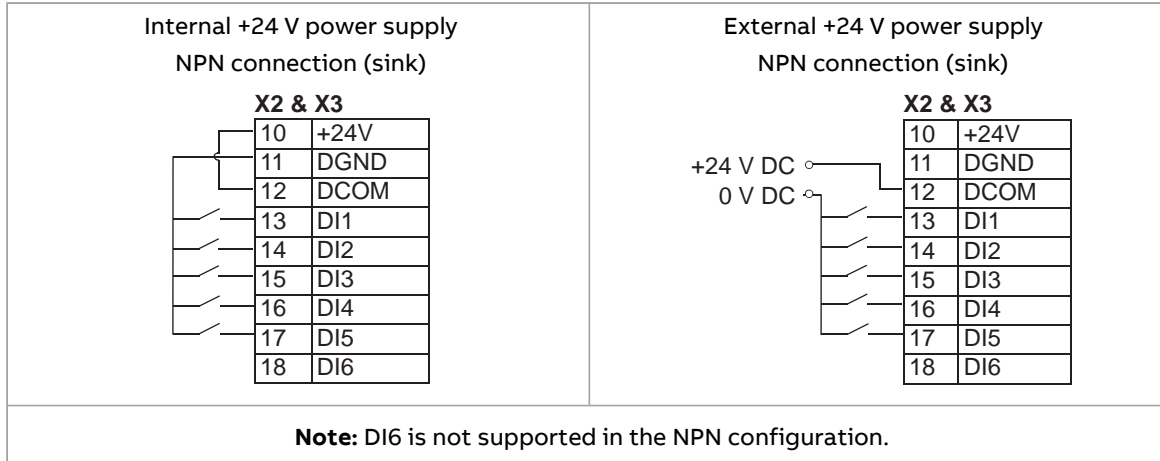 Internal +24 V power supply
NPN connection (sink)
X2 & X3
10 +24V
11 DGND
12 DCOM
13 DI1
14 DI2
15 DI3
16 DI4
17 DI5
18 DI6
External +24 V power supply
NPN connection (sink)
X2 & X3
10 +24V
+24 V DC 11 DGND
0 V DC 12 DCOM
13 DI1
14 DI2
15 DI3
16 DI4
17 DI5
18 DI6
Note: DI6 is not supported in the NPN configuration.